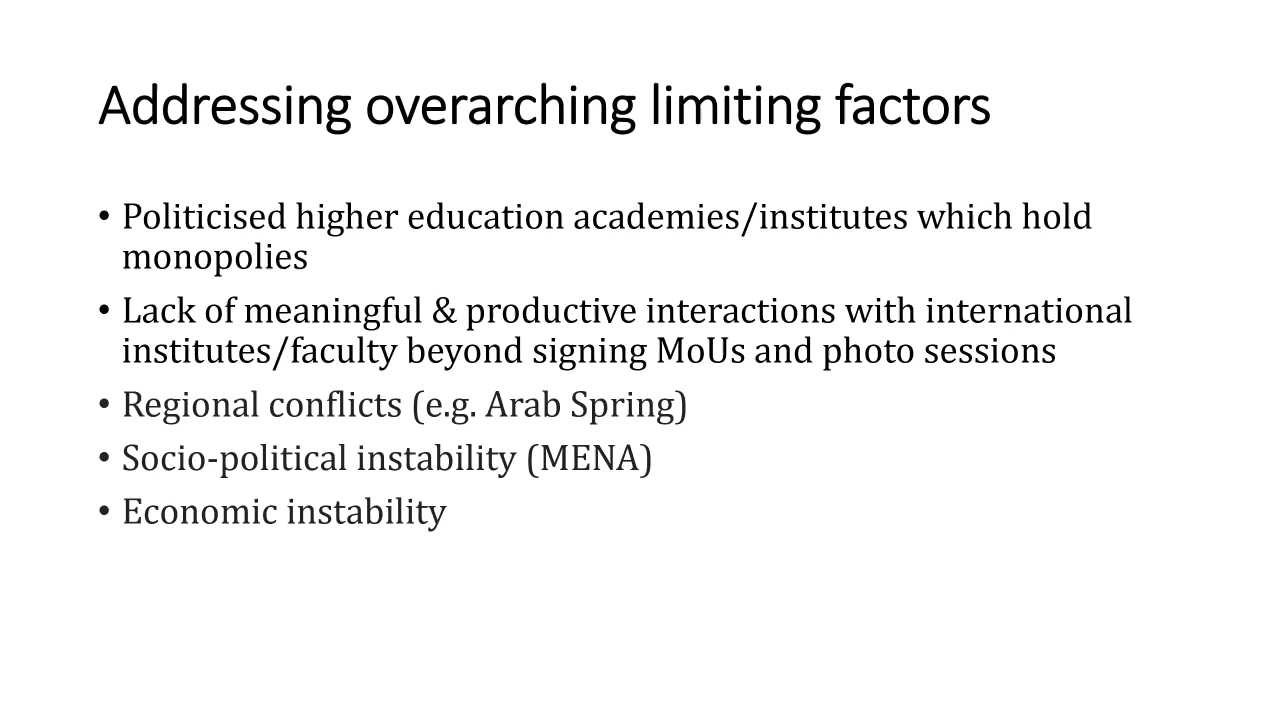 Addressing overarching limiting factors
• Politicised higher education academies/institutes which hold
monopolies
• Lack of meaningful & productive interactions with international
institutes/faculty beyond signing MoUs and photo sessions
• Regional conflicts (e.g. Arab Spring)
• Socio-political instability (MENA)
• Economic instability